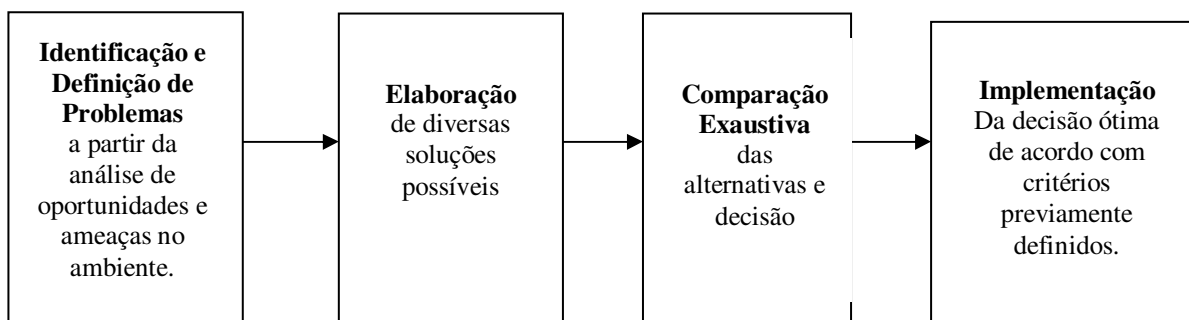 Identificação e
Definição de
Problemas
a partir da
análise de
oportunidades e
ameaças no
ambiente.
Elaboração
de diversas
soluções
possíveis
Comparação
Exaustiva
das
alternativas e
decisão
Implementação
Da decisão ótima
de acordo com
critérios
previamente
definidos.